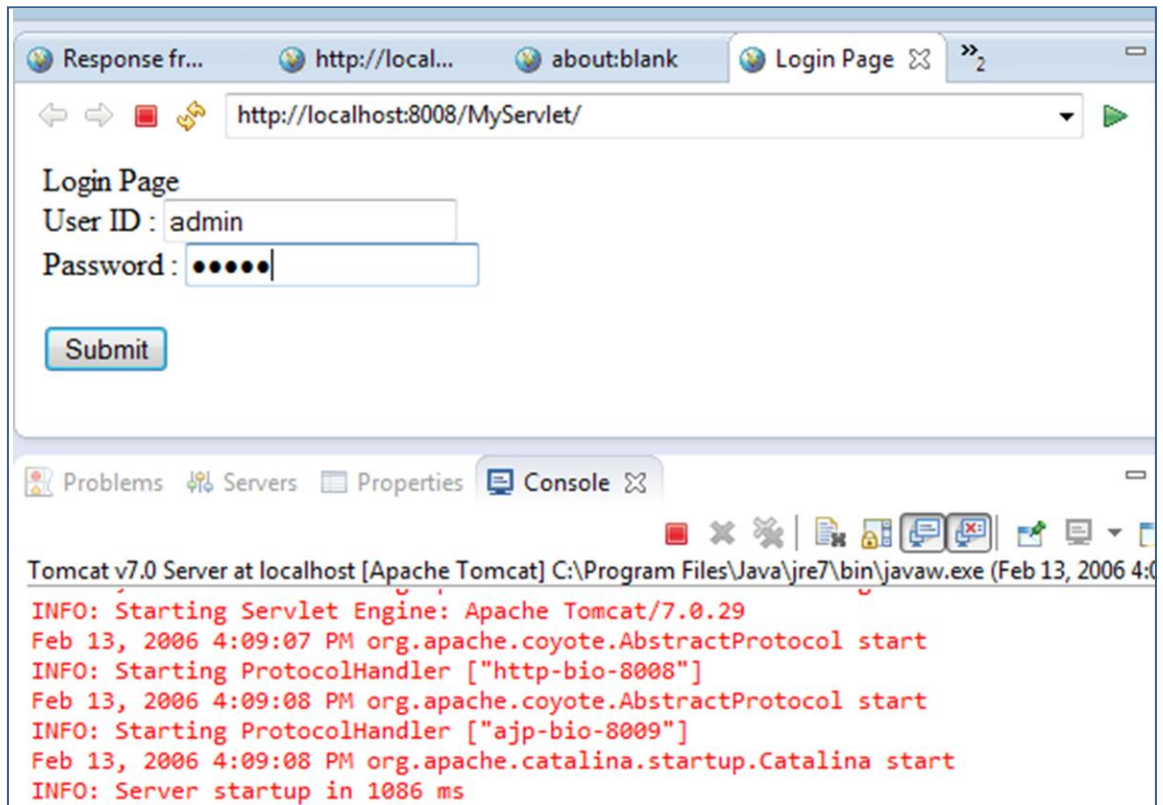 Response fr... http://local... about:blank Login Page »2
http://localhost:8008/MyServlet/
Login Page
User ID : admin
Password : •••••
Submit
Problems Servers Properties Console
Tomcat v7.0 Server at localhost [Apache Tomcat] C:\Program Files\Java\jre7\bin\javaw.exe (Feb 13, 2006 4:0
INFO: Starting Servlet Engine: Apache Tomcat/7.0.29
Feb 13, 2006 4:09:07 PM org.apache.coyote.AbstractProtocol start
INFO: Starting ProtocolHandler ["http-bio-8008"]
Feb 13, 2006 4:09:08 PM org.apache.coyote.AbstractProtocol start
INFO: Starting ProtocolHandler ["ajp-bio-8009"]
Feb 13, 2006 4:09:08 PM org.apache.catalina.startup.Catalina start
INFO: Server startup in 1086 ms